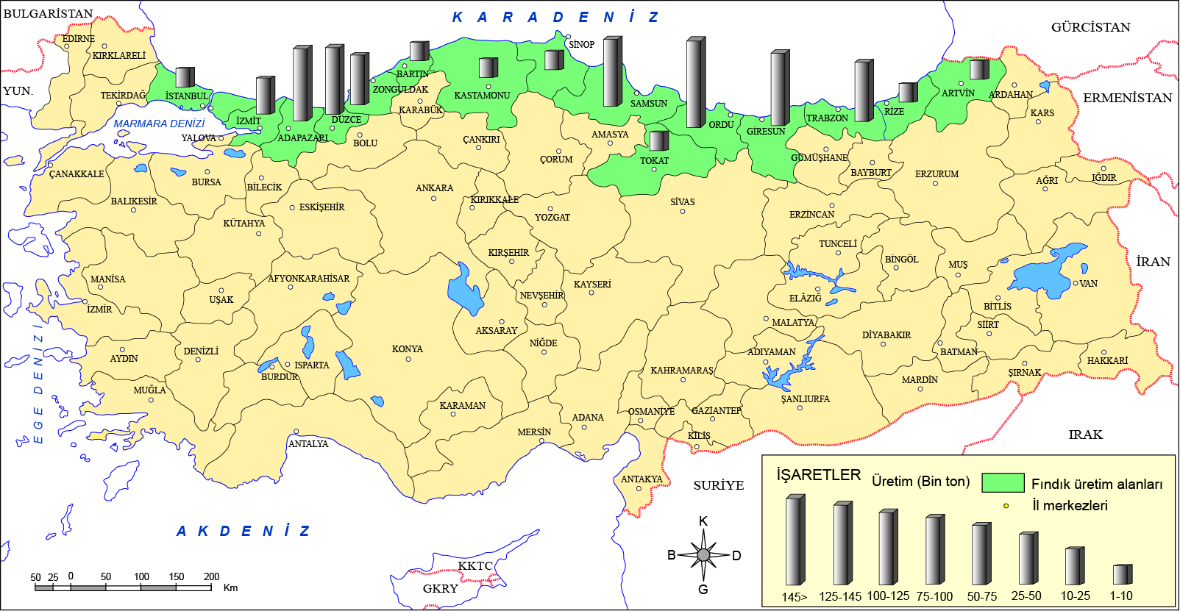 BULGARİSTAN
K A R A D E N İ Z
GÜRCİSTAN
EDİRNE
KIRKLARELİ
SİNOP
YUN.
TEKİRDAĞ
İSTANBUL
BARTIN
ZONGULDAK
KASTAMONU
SAMSUN
ARTVİN
ARDAHAN
ERMENİSTAN
MARMARA DENİZİ
İZMİT
DÜZCE
KARABÜK
ORDU
GİRESUN
TRABZON
RİZE
KARS
YALOVA
ADAPAZARI
BOLU
ÇANKIRI
AMASYA
ÇORUM
TOKAT
GÜMÜŞHANE
BAYBURT
ERZURUM
ÇANAKKALE
BURSA
BİLECİK
ANKARA
AĞRI
IĞDIR
BALIKESİR
ESKİŞEHİR
KIRIKKALE
YOZGAT
SİVAS
ERZİNCAN
KÜTAHYA
KIRŞEHİR
TUNCELİ
BİNGÖL
MUŞ
İRAN
MANİSA
AFYONKARAHİSAR
UŞAK
NEVŞEHİR
KAYSERİ
ELÂZIĞ
VAN
BİTLİS
İZMİR
AKSARAY
MALATYA
SİİRT
EGE DENİZİ
AYDIN
DENİZLİ
ISPARTA
BURDUR
KONYA
NİĞDE
ADIYAMAN
DİYABAKIR
BATMAN
HAKKARİ
MUĞLA
KAHRAMARAŞ
MARDİN
ŞIRNAK
KARAMAN
ADANA
OSMANİYE
GAZİANTEP
ŞANLIURFA
ANTALYA
MERSİN
KİLİS
IRAK
ANTAKYA
SURİYE
A K D E N İ Z
KKTC
GKRY
50 25 0 50 100 150 200 Km
K
B D
G
İŞARETLER
Üretim (Bin ton)
Fındık üretim alanları
İl merkezleri
145> 125-145 100-125 75-100 50-75 25-50 10-25 1-10